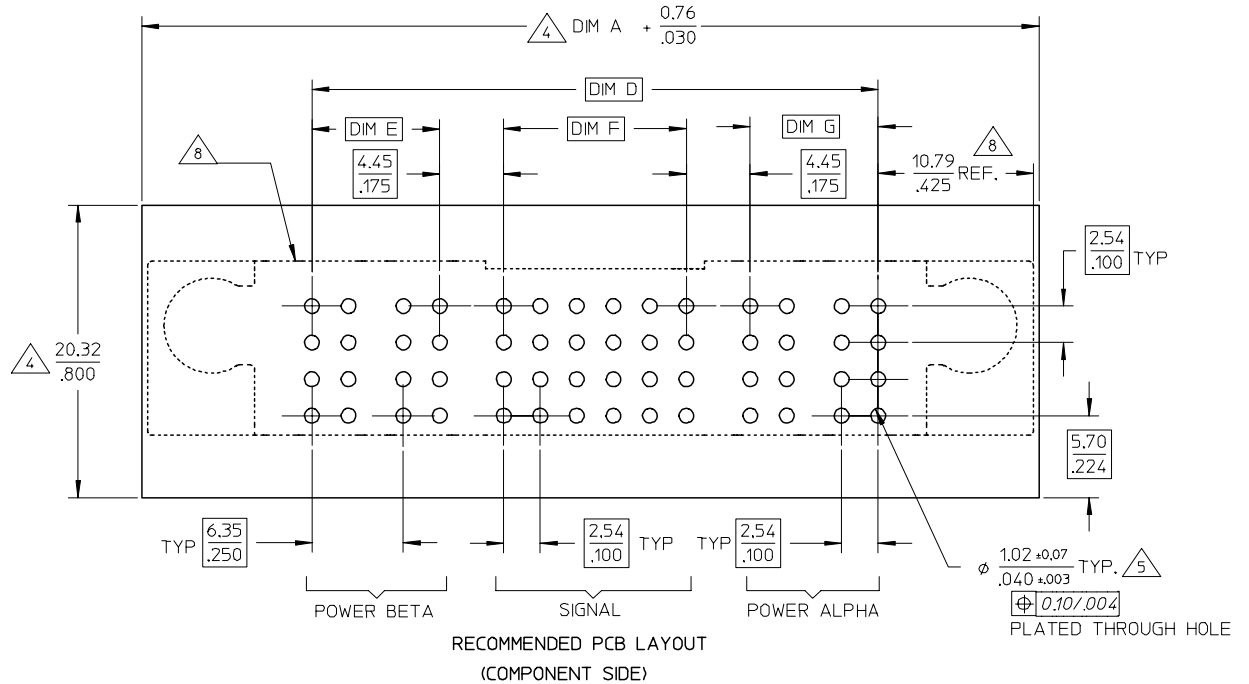 4 DIM A + 0.76
.030
DIM D
DIM E
DIM F
DIM G
8
8
4.45
.175
4.45
.175
10.79
.425 REF.
2.54
.100 TYP
4 20.32
.800
5.70
.224
TYP 6.35
.250
2.54
.100 TYP
TYP 2.54
.100
⌀ 1.02 ±0.07
.040 ±.003 TYP. 5
⌖ 0.10/.004
PLATED THROUGH HOLE
POWER BETA
SIGNAL
POWER ALPHA
RECOMMENDED PCB LAYOUT
(COMPONENT SIDE)